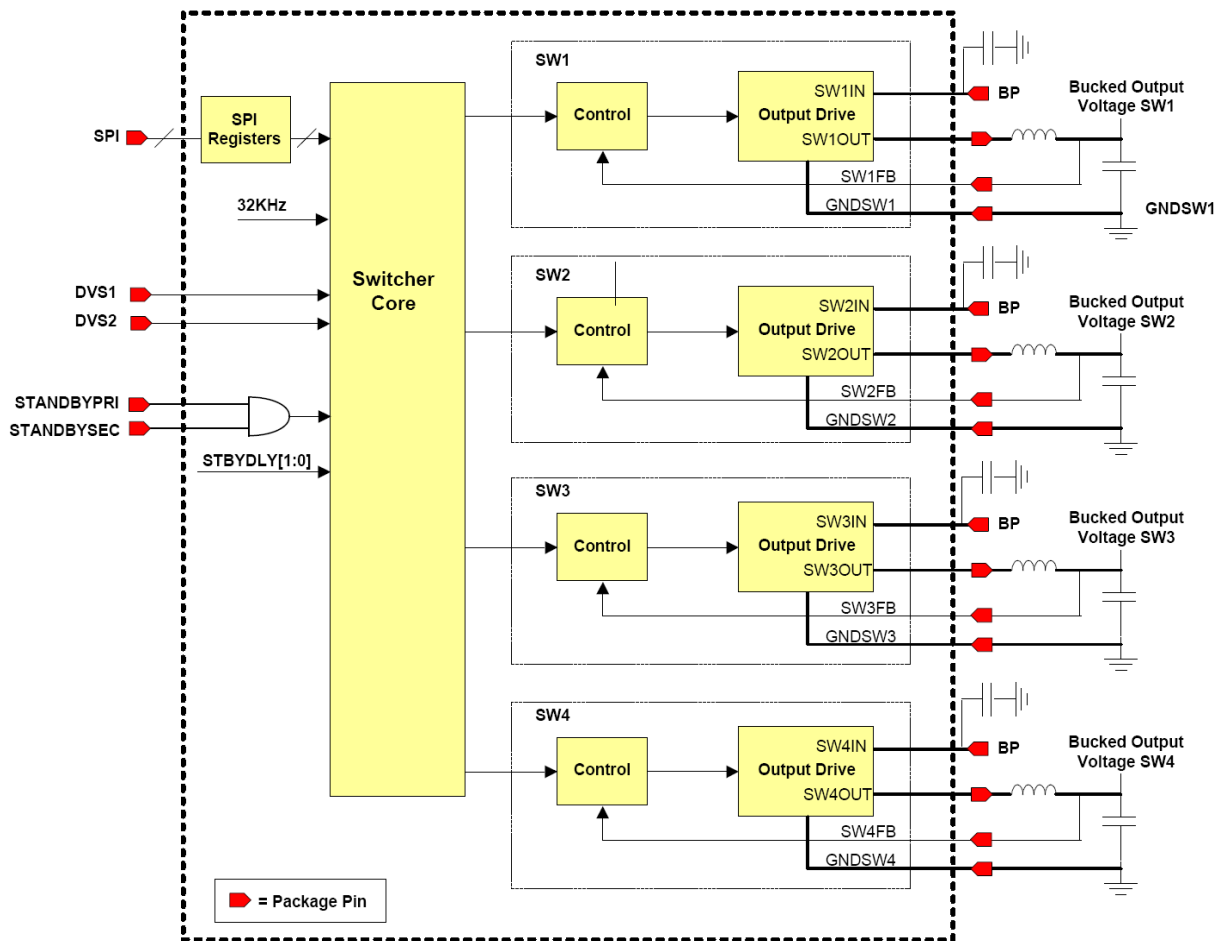 SPI
SPI
Registers
32KHz
DVS1
DVS2
STANDBYPRI
STANDBYSEC
STBYDLY[1:0]
Switcher
Core
SW1
Control
SW1IN
Output Drive
SW1OUT
SW1FB
GNDSW1
BP
Bucked Output
Voltage SW1
GNDSW1
SW2
Control
SW2IN
Output Drive
SW2OUT
SW2FB
GNDSW2
BP
Bucked Output
Voltage SW2
SW3
Control
SW3IN
Output Drive
SW3OUT
SW3FB
GNDSW3
BP
Bucked Output
Voltage SW3
SW4
Control
SW4IN
Output Drive
SW4OUT
SW4FB
GNDSW4
BP
Bucked Output
Voltage SW4
= Package Pin